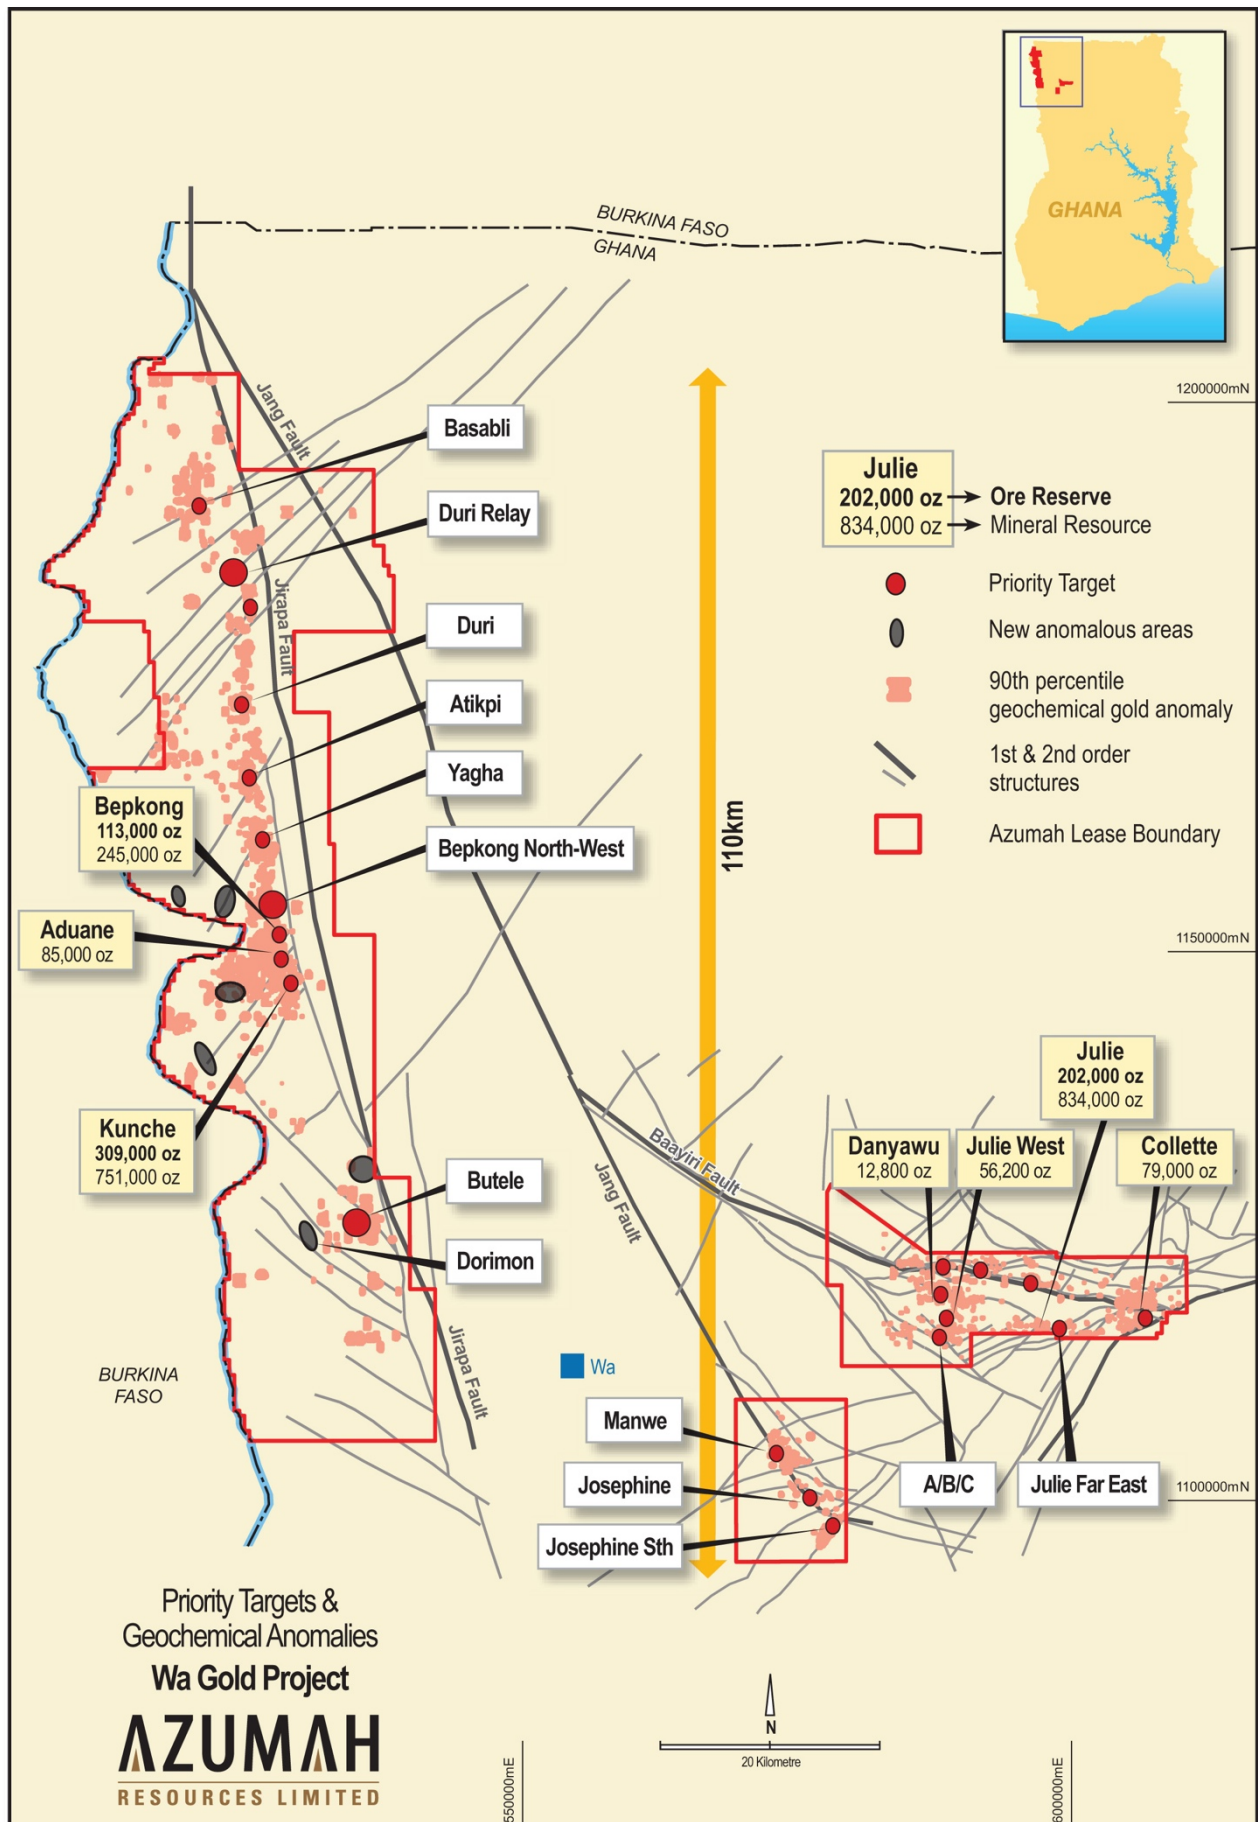 BURKINA FASO
GHANA
GHANA
1200000mN
Jang Fault
Basabli
Duri Relay
Jirapa Fault
Duri
Atikpi
Yagha
Bepkong North-West
Bepkong
113,000 oz
245,000 oz
Aduane
85,000 oz
Kunche
309,000 oz
751,000 oz
110km
Julie
202,000 oz
834,000 oz
Ore Reserve
Mineral Resource
Priority Target
New anomalous areas
90th percentile
geochemical gold anomaly
1st & 2nd order
structures
Azumah Lease Boundary
1150000mN
Julie
202,000 oz
834,000 oz
Danyawu
12,800 oz
Julie West
56,200 oz
Collette
79,000 oz
Baayiri Fault
Jang Fault
Butele
Dorimon
Jirapa Fault
BURKINA
FASO
Wa
Manwe
Josephine
Josephine Sth
A/B/C
Julie Far East
1100000mN
Priority Targets &
Geochemical Anomalies
Wa Gold Project
AZUMAH
RESOURCES LIMITED
N
20 Kilometre
550000mE
600000mE